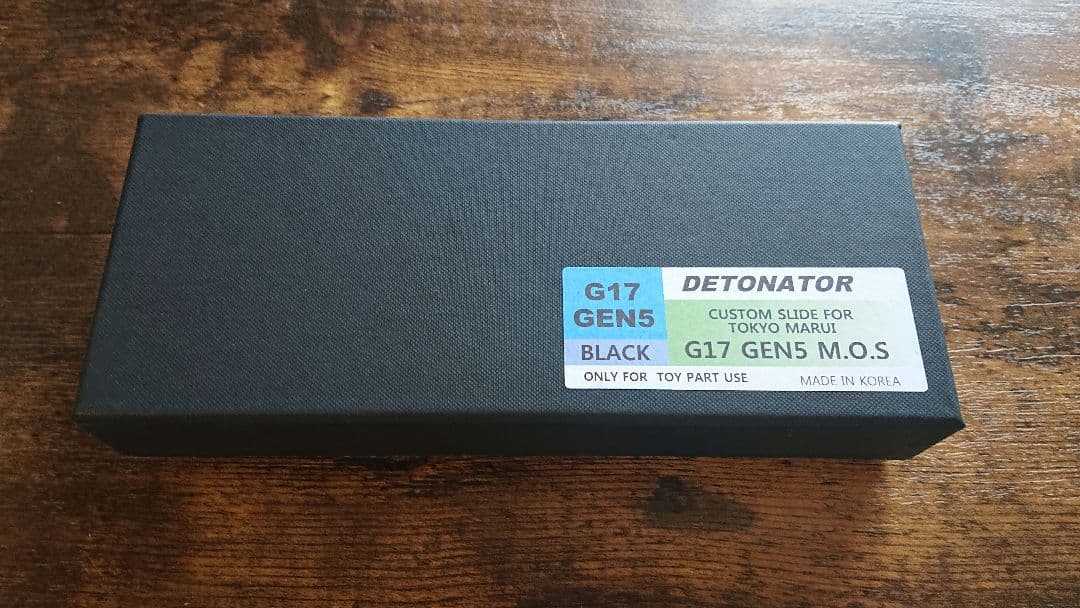 G17
GEN5
BLACK
DETONATOR
CUSTOM SLIDE FOR
TOKYO MARUI
G17 GEN5 M.O.S
ONLY FOR TOY PART USE
MADE IN KOREA